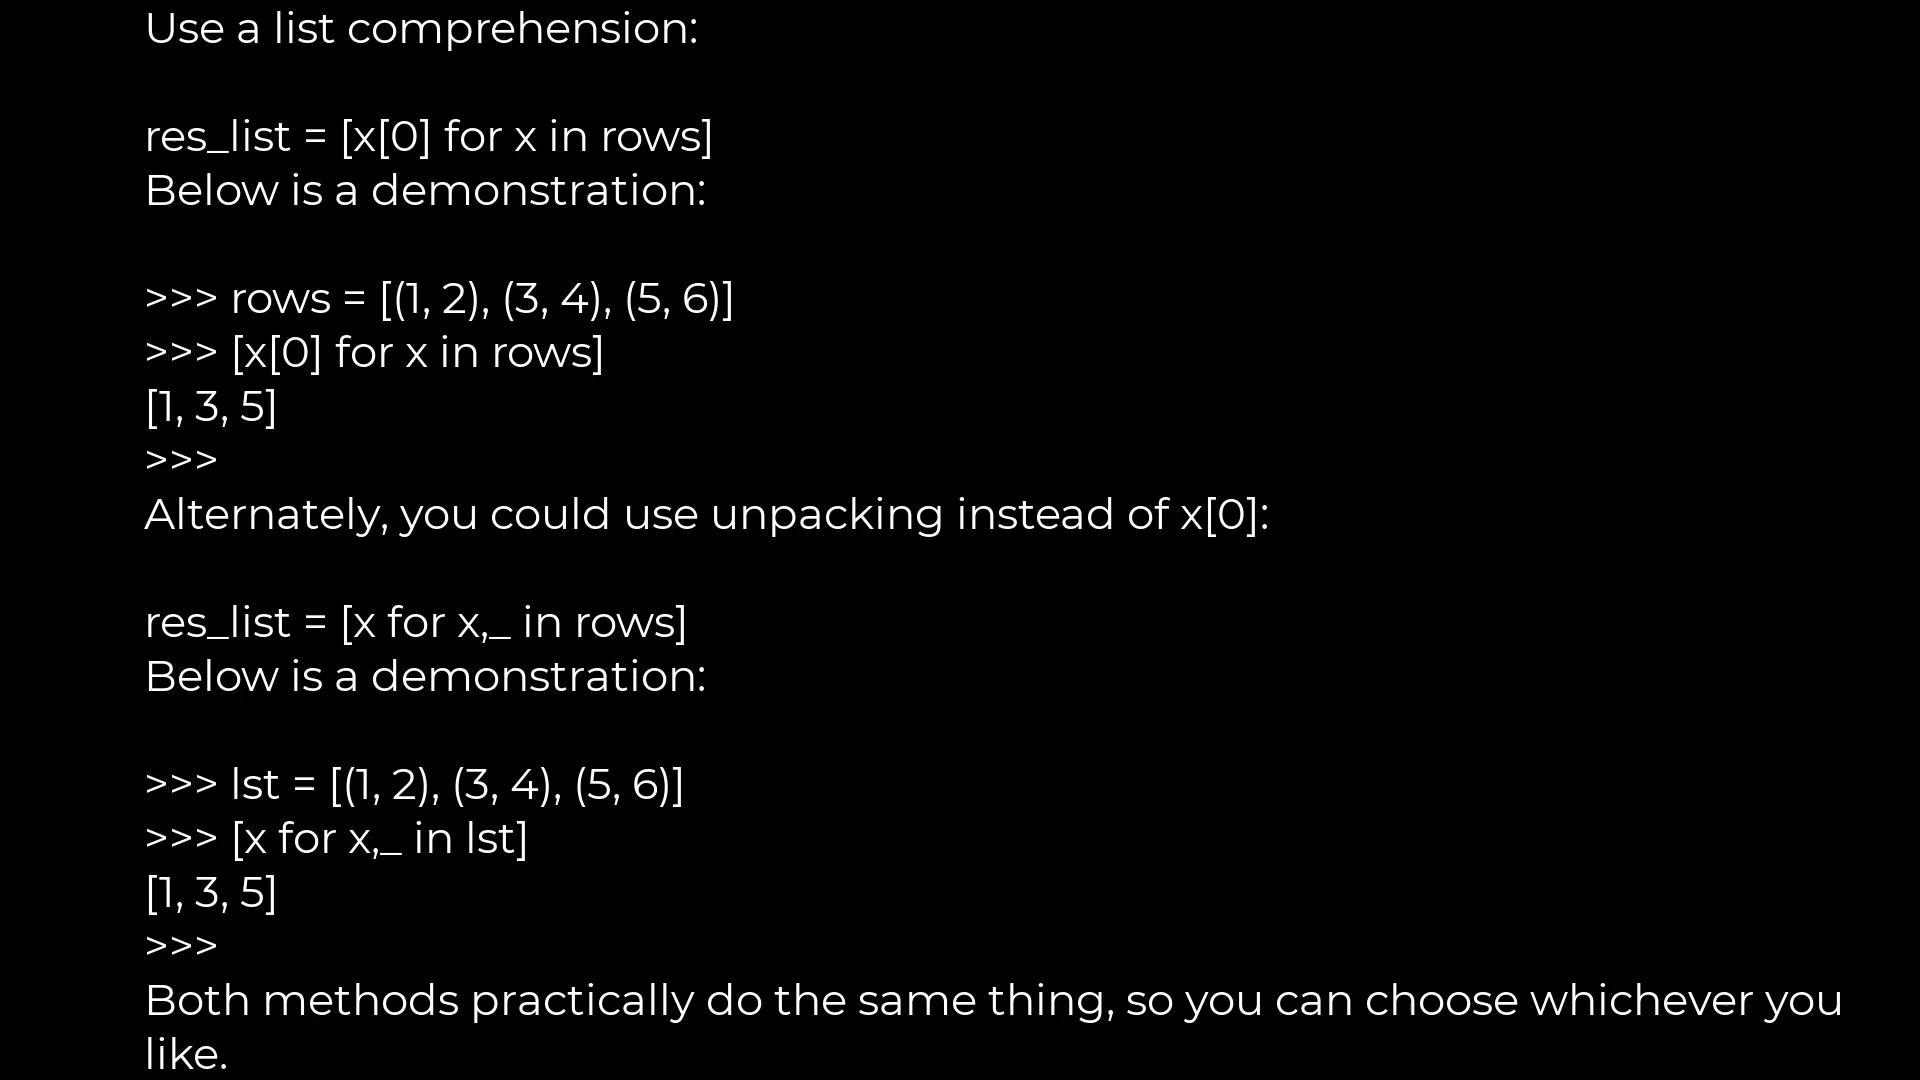 Use a list comprehension:
res_list = [x[0] for x in rows]
Below is a demonstration:
>>> rows = [(1, 2), (3, 4), (5, 6)]
>>> [x[0] for x in rows]
[1, 3, 5]
>>>
Alternately, you could use unpacking instead of x[0]:
res_list = [x for x,_ in rows]
Below is a demonstration:
>>> lst = [(1, 2), (3, 4), (5, 6)]
>>> [x for x,_ in lst]
[1, 3, 5]
>>>
Both methods practically do the same thing, so you can choose whichever you
like.